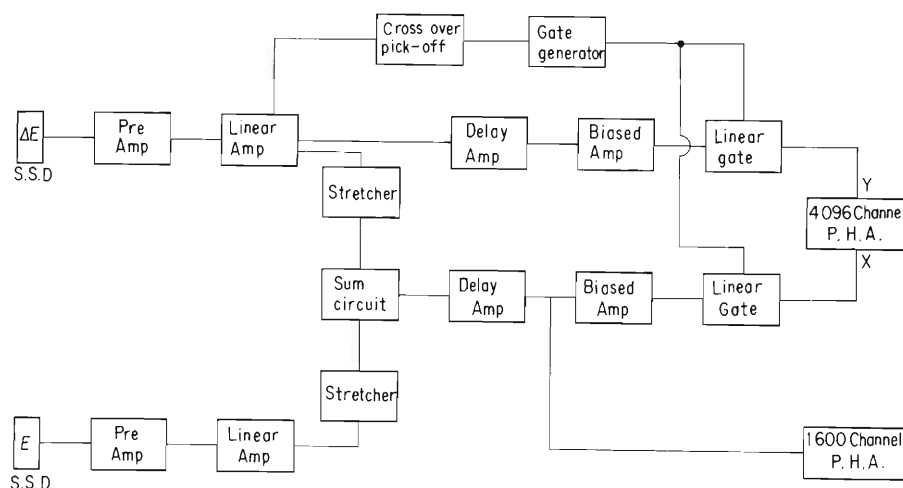 Cross over
pick-off
Gate
generator
ΔE
S.S.D
Pre
Amp
Linear
Amp
Delay
Amp
Biased
Amp
Linear
gate
Stretcher
Y
4096 Channel
P. H. A.
X
Sum
circuit
Delay
Amp
Biased
Amp
Linear
Gate
Stretcher
E
S.S.D
Pre
Amp
Linear
Amp
1600 Channel
P. H. A.